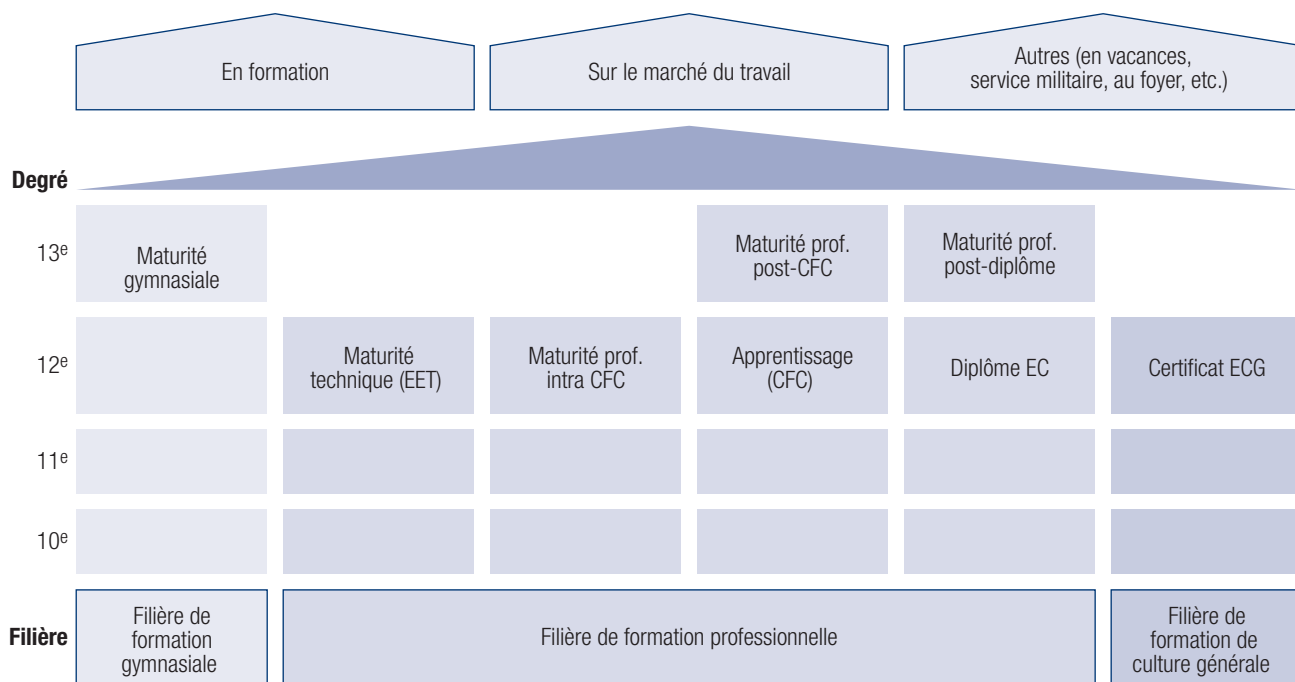 En formation
Sur le marché du travail
Autres (en vacances,
service militaire, au foyer, etc.)
Degré
13e
Maturité
gymnasiale
Maturité prof.
post-CFC
Maturité prof.
post-diplôme
12e
Maturité
technique (EET)
Maturité prof.
intra CFC
Apprentissage
(CFC)
Diplôme EC
Certificat ECG
11e
10e
Filière
Filière de
formation
gymnasiale
Filière de formation professionnelle
Filière de
formation de
culture générale